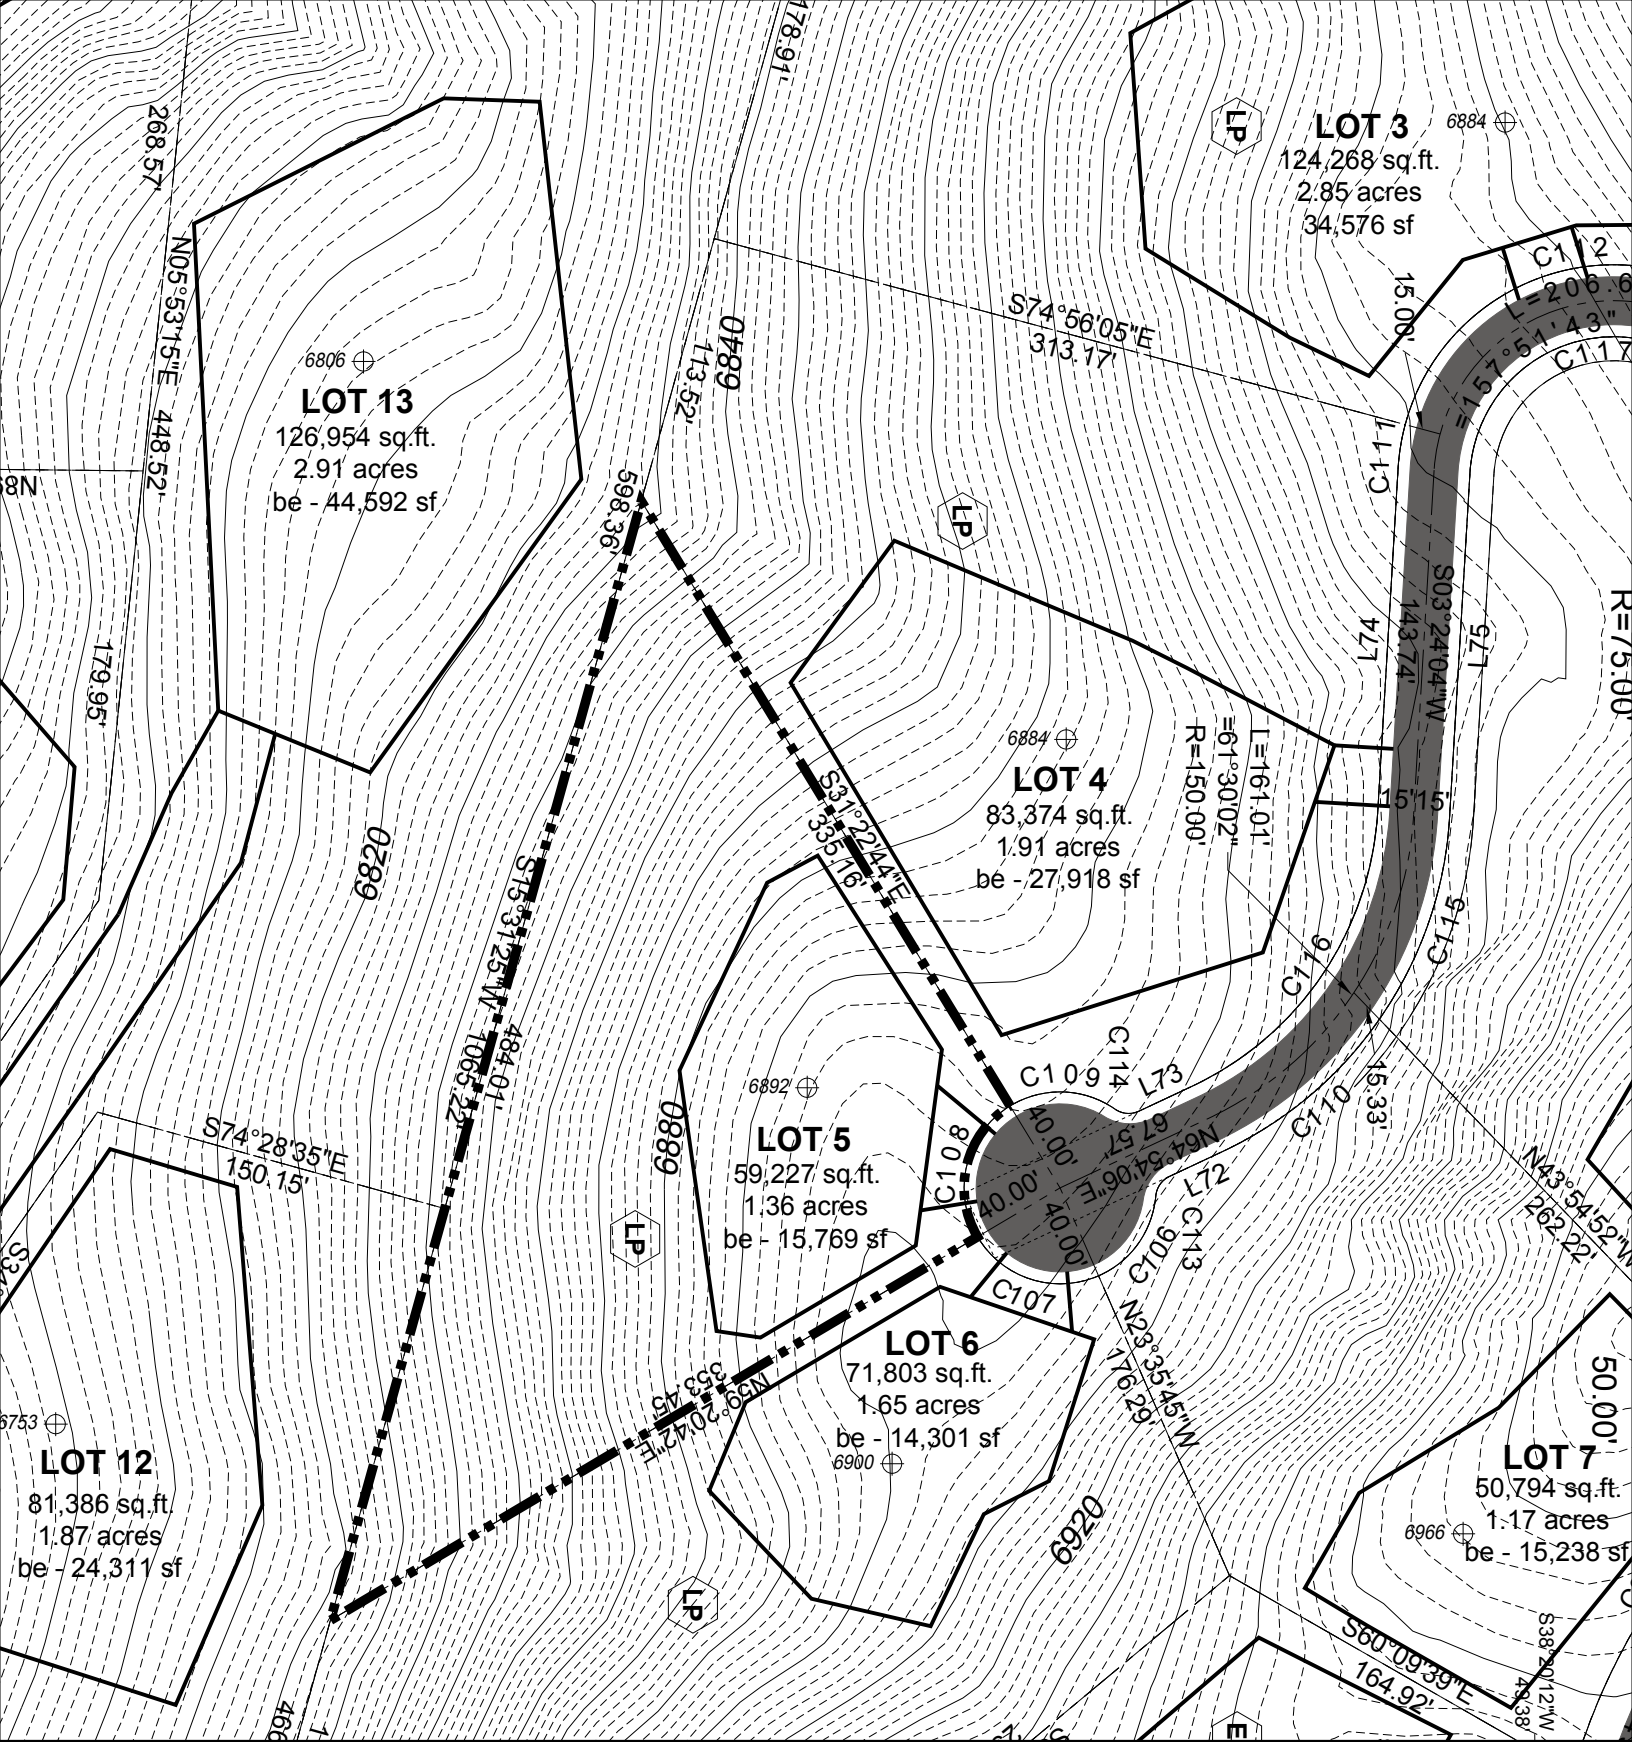 178.91'
268.57'
LP
LOT 3
124,268 sq.ft.
2.85 acres
34,576 sf
6884
C112
L=206.6
=157°51'43"
C117
15.00'
N05°53'15"E 448.52'
S74°56'05"E
313.17'
6840
113.52'
6806
LOT 13
126,954 sq.ft.
2.91 acres
be - 44,592 sf
N89
598.36'
LP
C111
179.95'
L74
143.74'
S03°24'04"W
L75
R=75.00'
6884
LOT 4
83,374 sq.ft.
1.91 acres
be - 27,918 sf
L=161.01'
=61°30'02"
R=150.00'
15'15'
S31°22'44"E
335.16'
6820
S15°31'25"W 484.01'
1065.22'
C116
C115
6892
LOT 5
59,227 sq.ft.
1.36 acres
be - 15,769 sf
6880
C109
C114
L73
C108
40.00'
40.00'
40.00'
67.57'
N64°54'06"E
L72
C110
15.33'
C113
C106
C107
S74°28'35"E
150.15'
LP
N43°54'52"W
262.22'
N23°35'45"W
176.29'
LOT 6
71,803 sq.ft.
1.65 acres
be - 14,301 sf
6900
N59°20'42"E
353.45'
6753
LOT 12
81,386 sq.ft.
1.87 acres
be - 24,311 sf
50.00'
LOT 7
50,794 sq.ft.
1.17 acres
be - 15,238 sf
6966
6920
LP
S60°09'39"E
164.92'
S38°20'12"W
49.38'
466
E